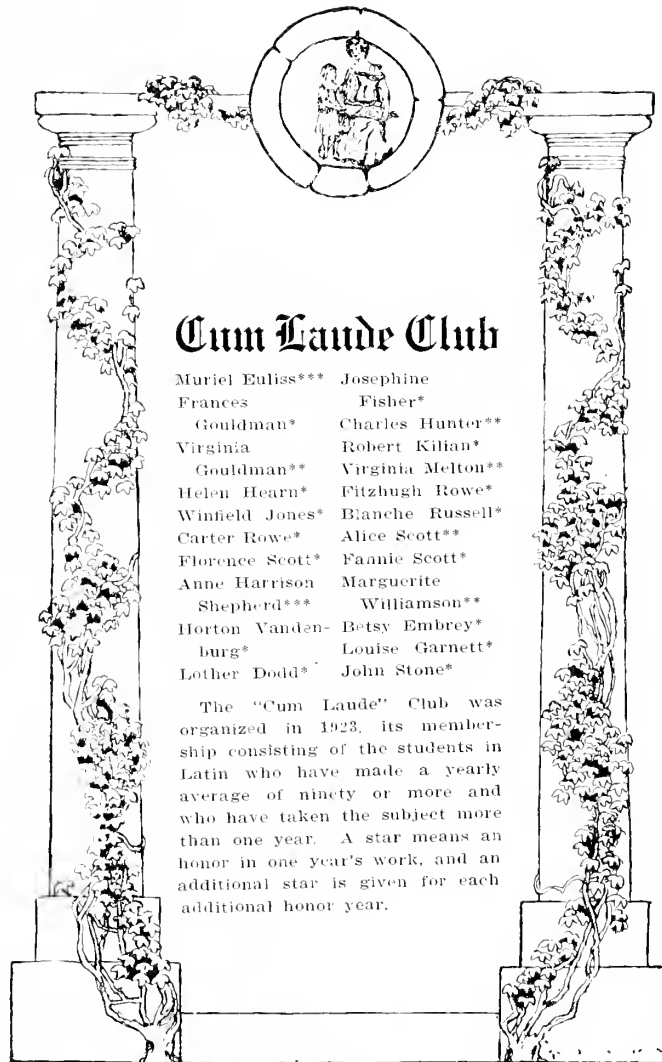 Cum Laude Club
Muriel Euliss***
Frances
Gouldman*
Virginia
Gouldman**
Helen Hearn*
Winfield Jones*
Carter Rowe*
Florence Scott*
Anne Harrison
Shepherd***
Horton Vanden-
burg*
Lother Dodd*
Josephine
Fisher*
Charles Hunter**
Robert Kilian*
Virginia Melton**
Fitzhugh Rowe*
Blanche Russell*
Alice Scott**
Fannie Scott*
Marguerite
Williamson**
Betsy Embrey*
Louise Garnett*
John Stone*
The "Cum Laude" Club was
organized in 1923, its member-
ship consisting of the students in
Latin who have made a yearly
average of ninety or more and
who have taken the subject more
than one year. A star means an
honor in one year's work, and an
additional star is given for each
additional honor year.